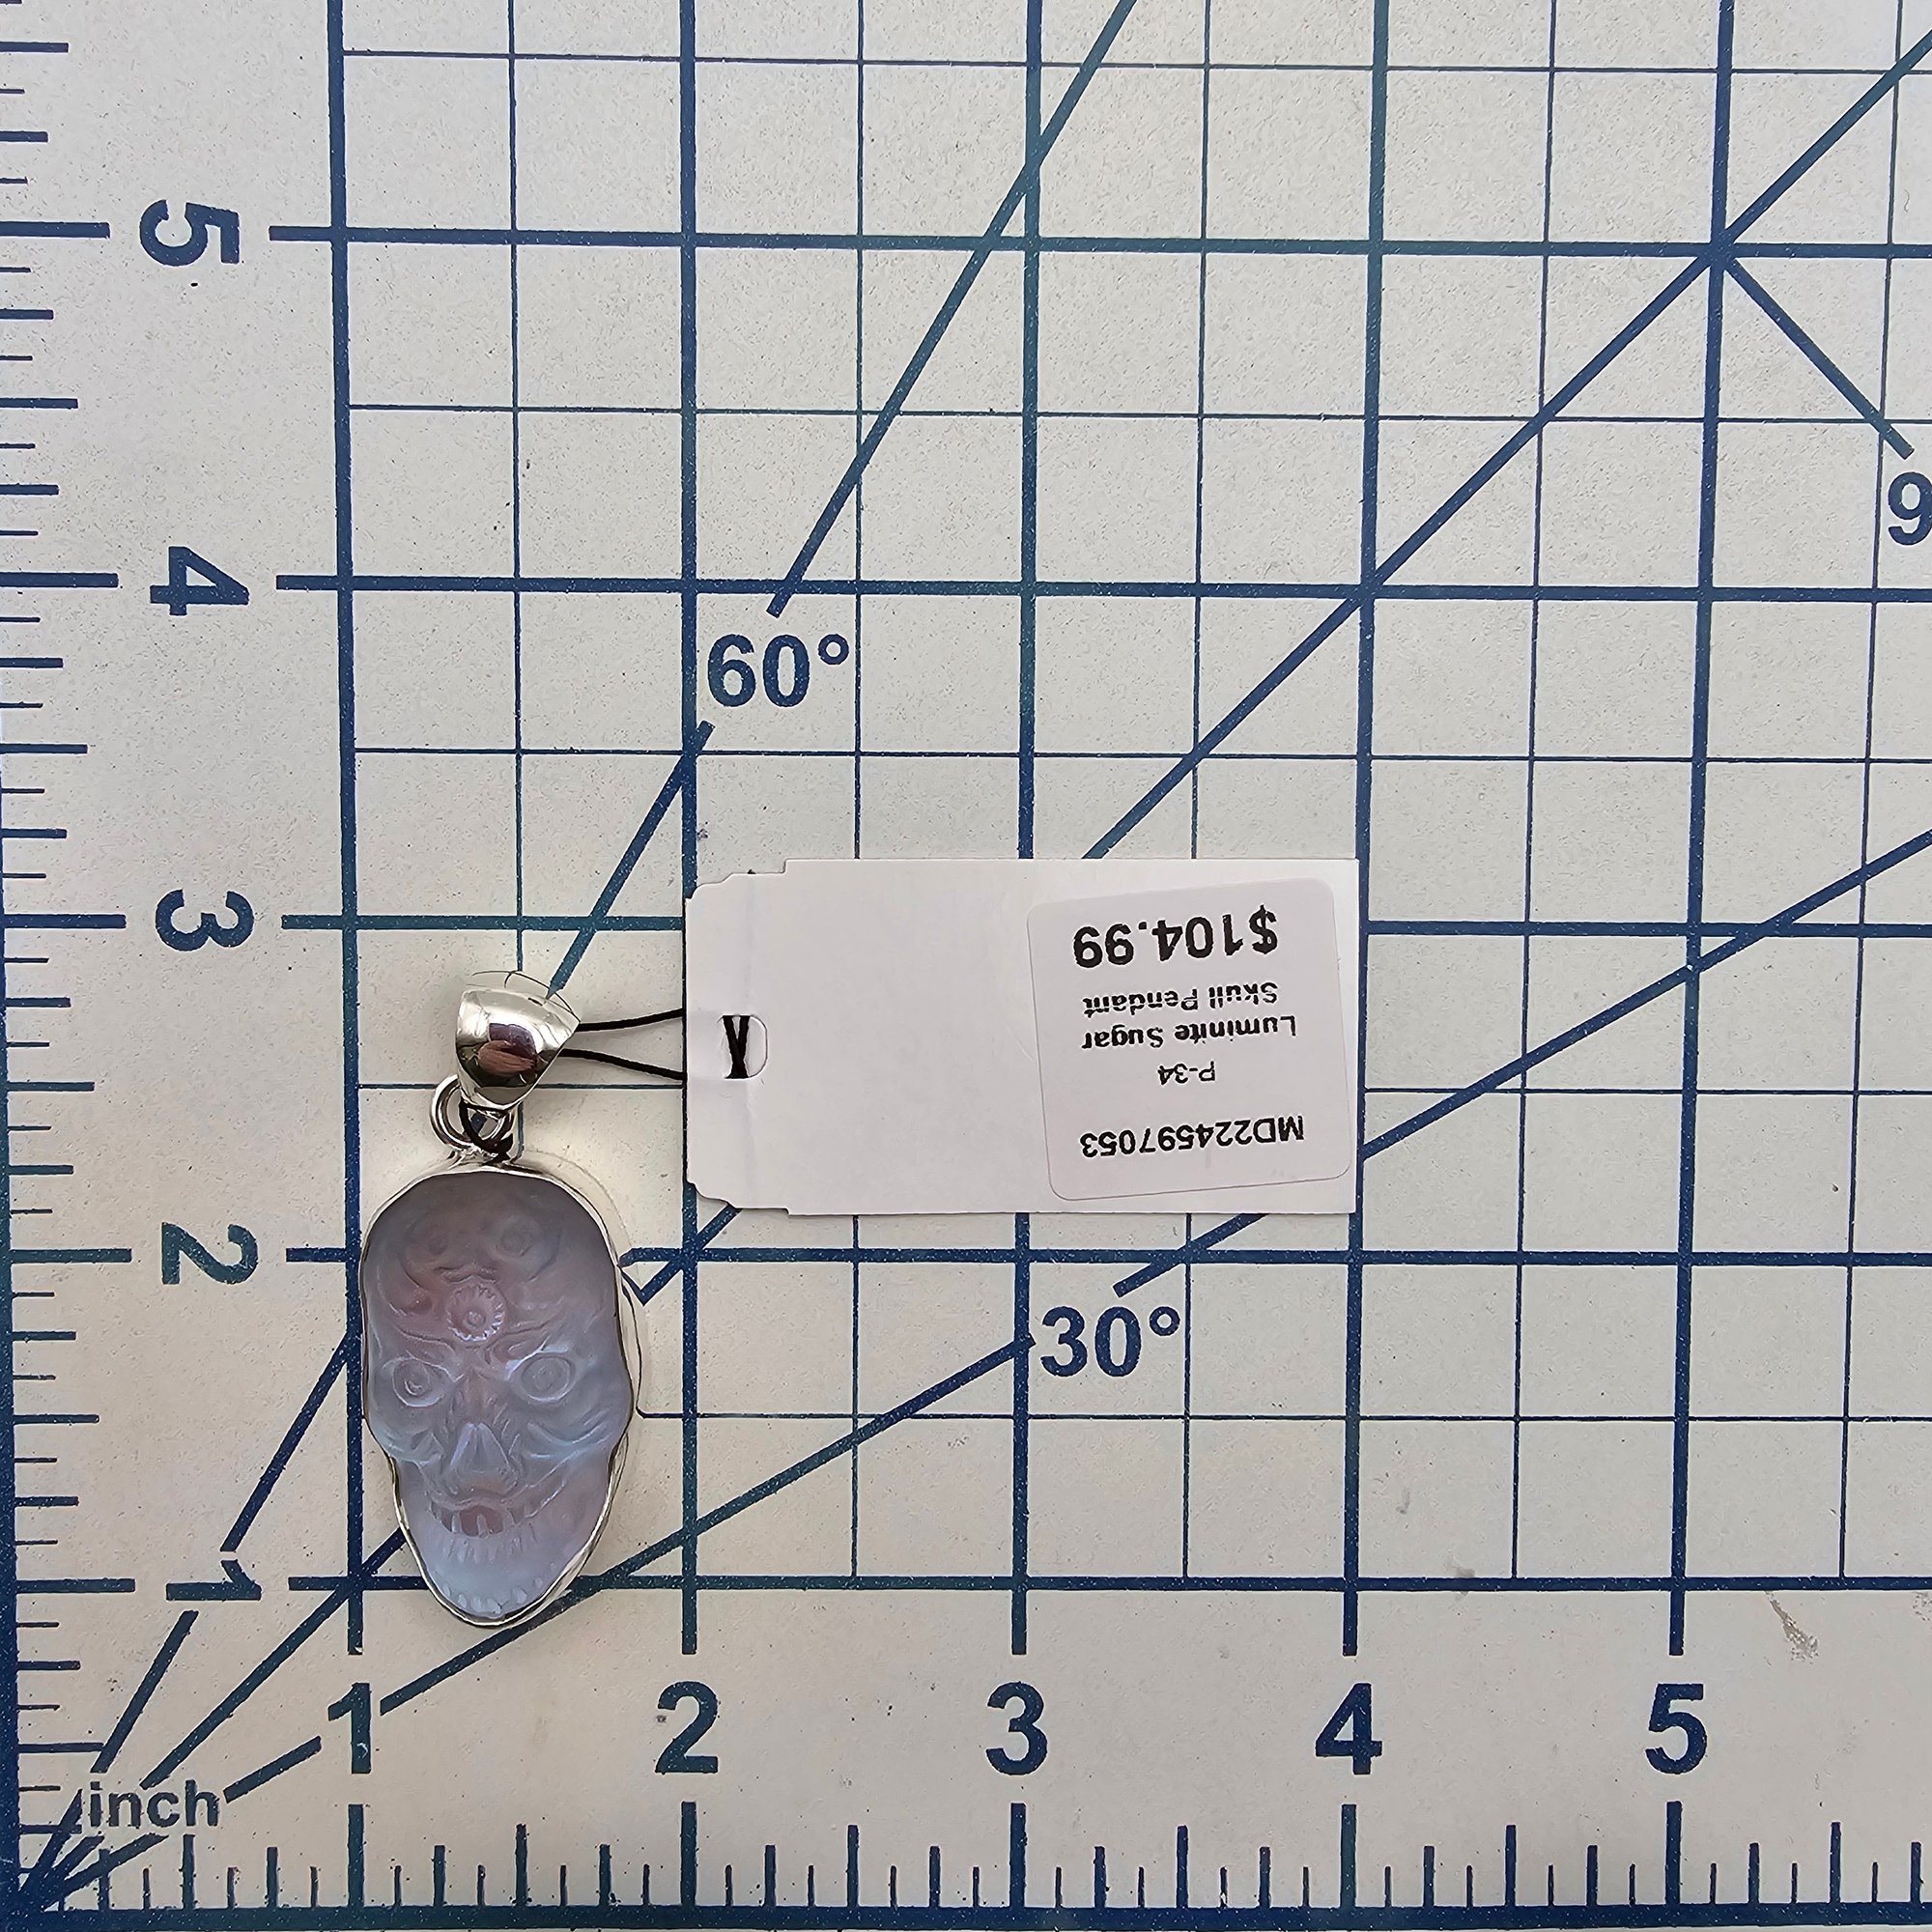 5
4
3
2
1
60°
9
$104.99
Skull Pendant
Luminite Sugar
P-34
MD224597053
30°
1
2
3
4
5
inch